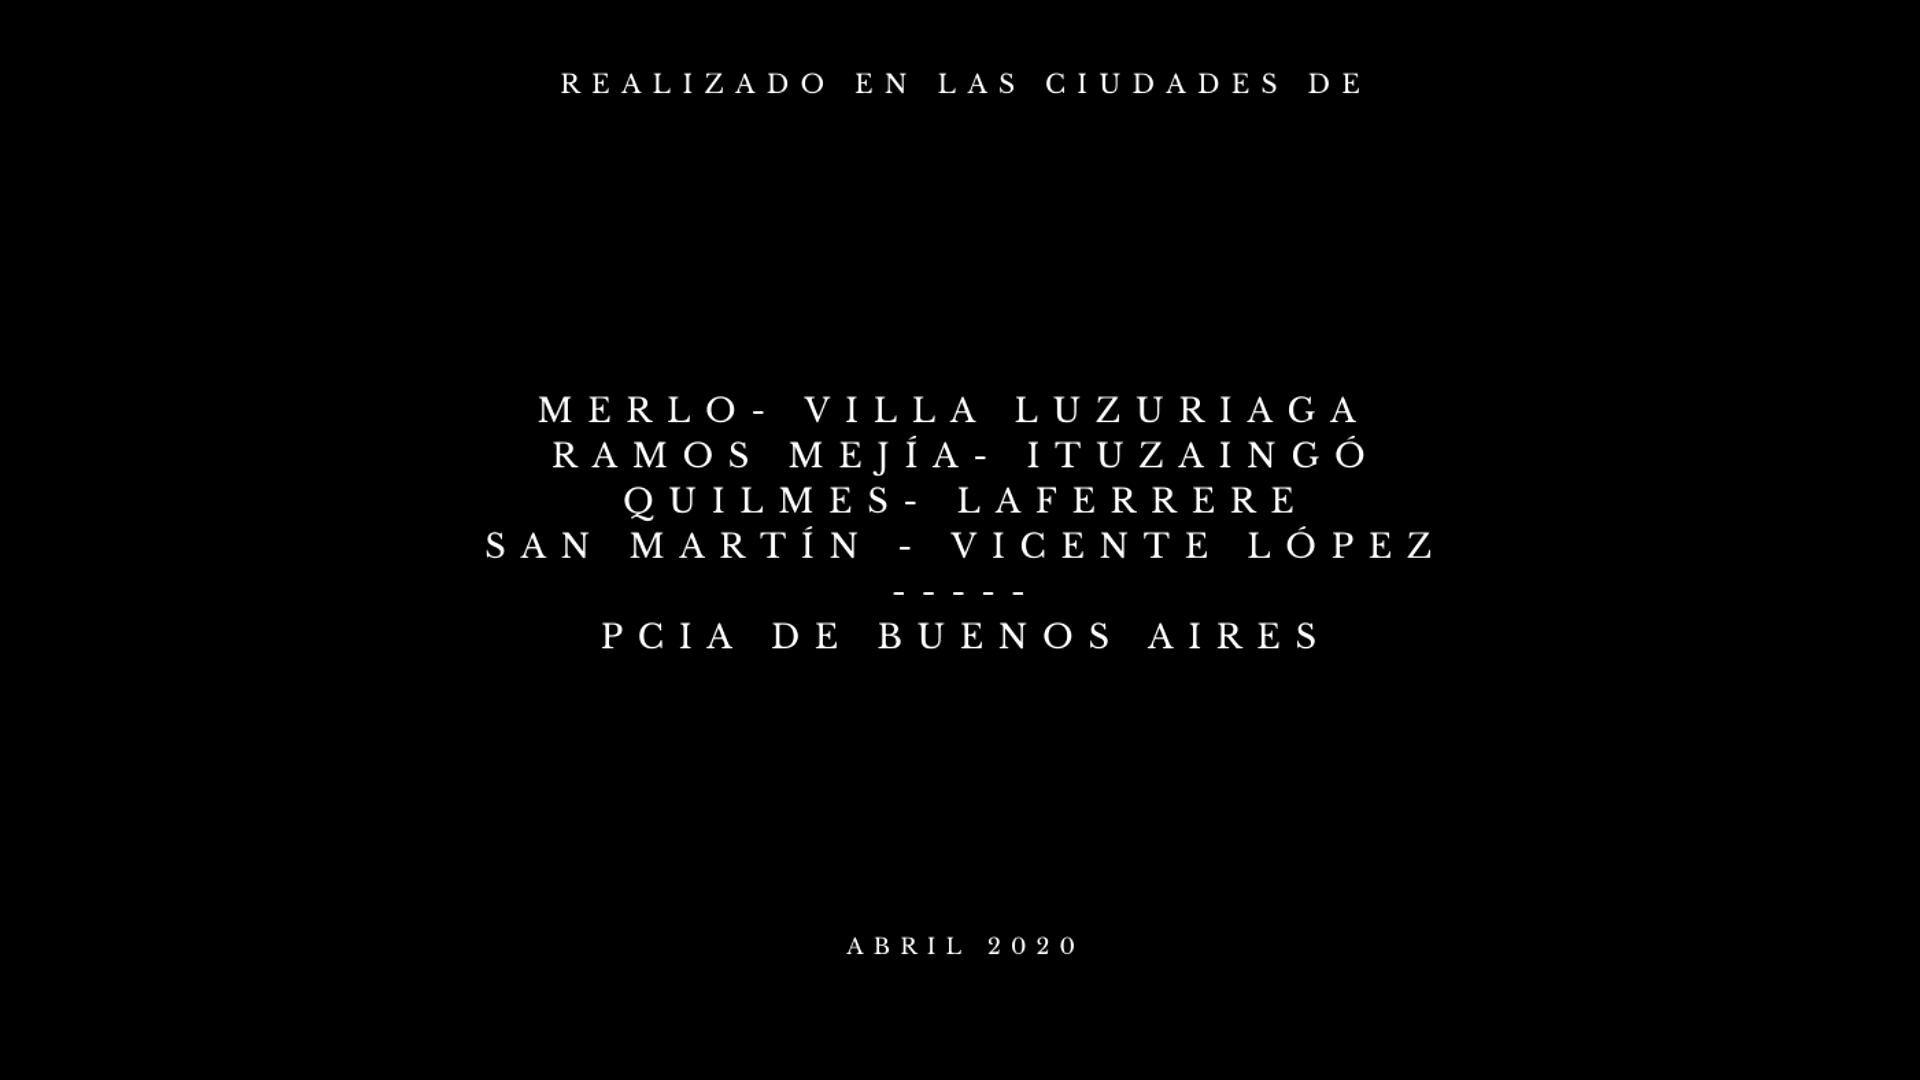 REALIZADO EN LAS CIUDADES DE
MERLO- VILLA LUZURIAGA
RAMOS MEJÍA- ITUZAINGÓ
QUILMES- LAFERRERE
SAN MARTÍN - VICENTE LÓPEZ
-----
PCIA DE BUENOS AIRES
ABRIL 2020